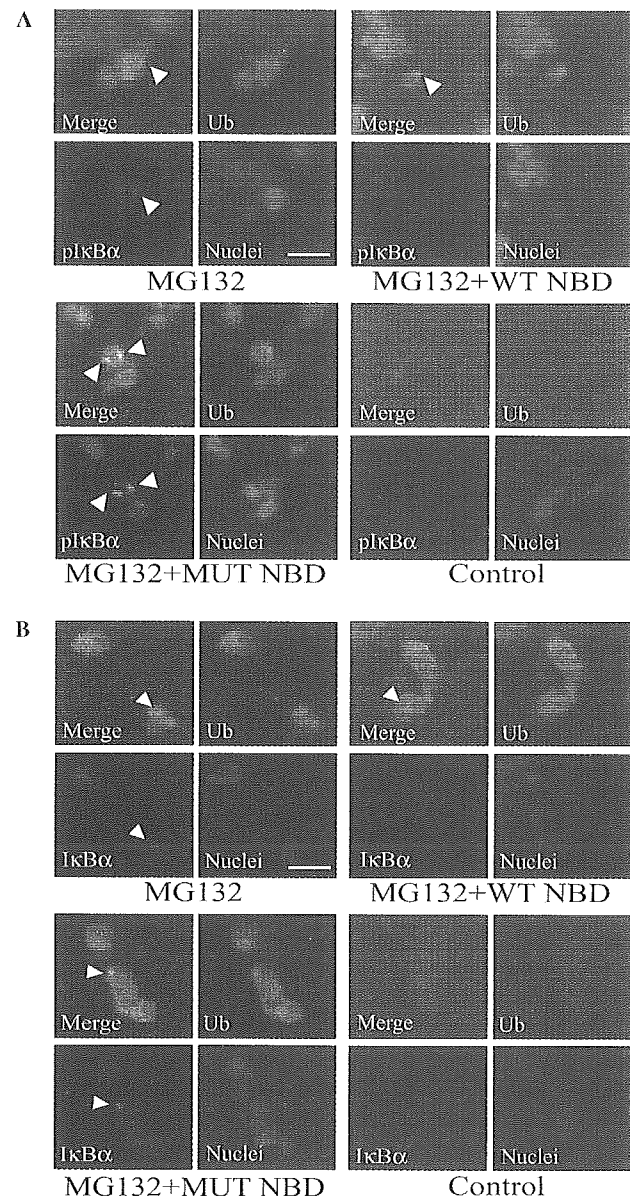 A
Merge Ub Merge Ub
pIκBα Nuclei pIκBα Nuclei
MG132 MG132+WT NBD
Merge Ub Merge Ub
pIκBα Nuclei pIκBα Nuclei
MG132+MUT NBD Control
B
Merge Ub Merge Ub
IκBα Nuclei IκBα Nuclei
MG132 MG132+WT NBD
Merge Ub Merge Ub
IκBα Nuclei IκBα Nuclei
MG132+MUT NBD Control